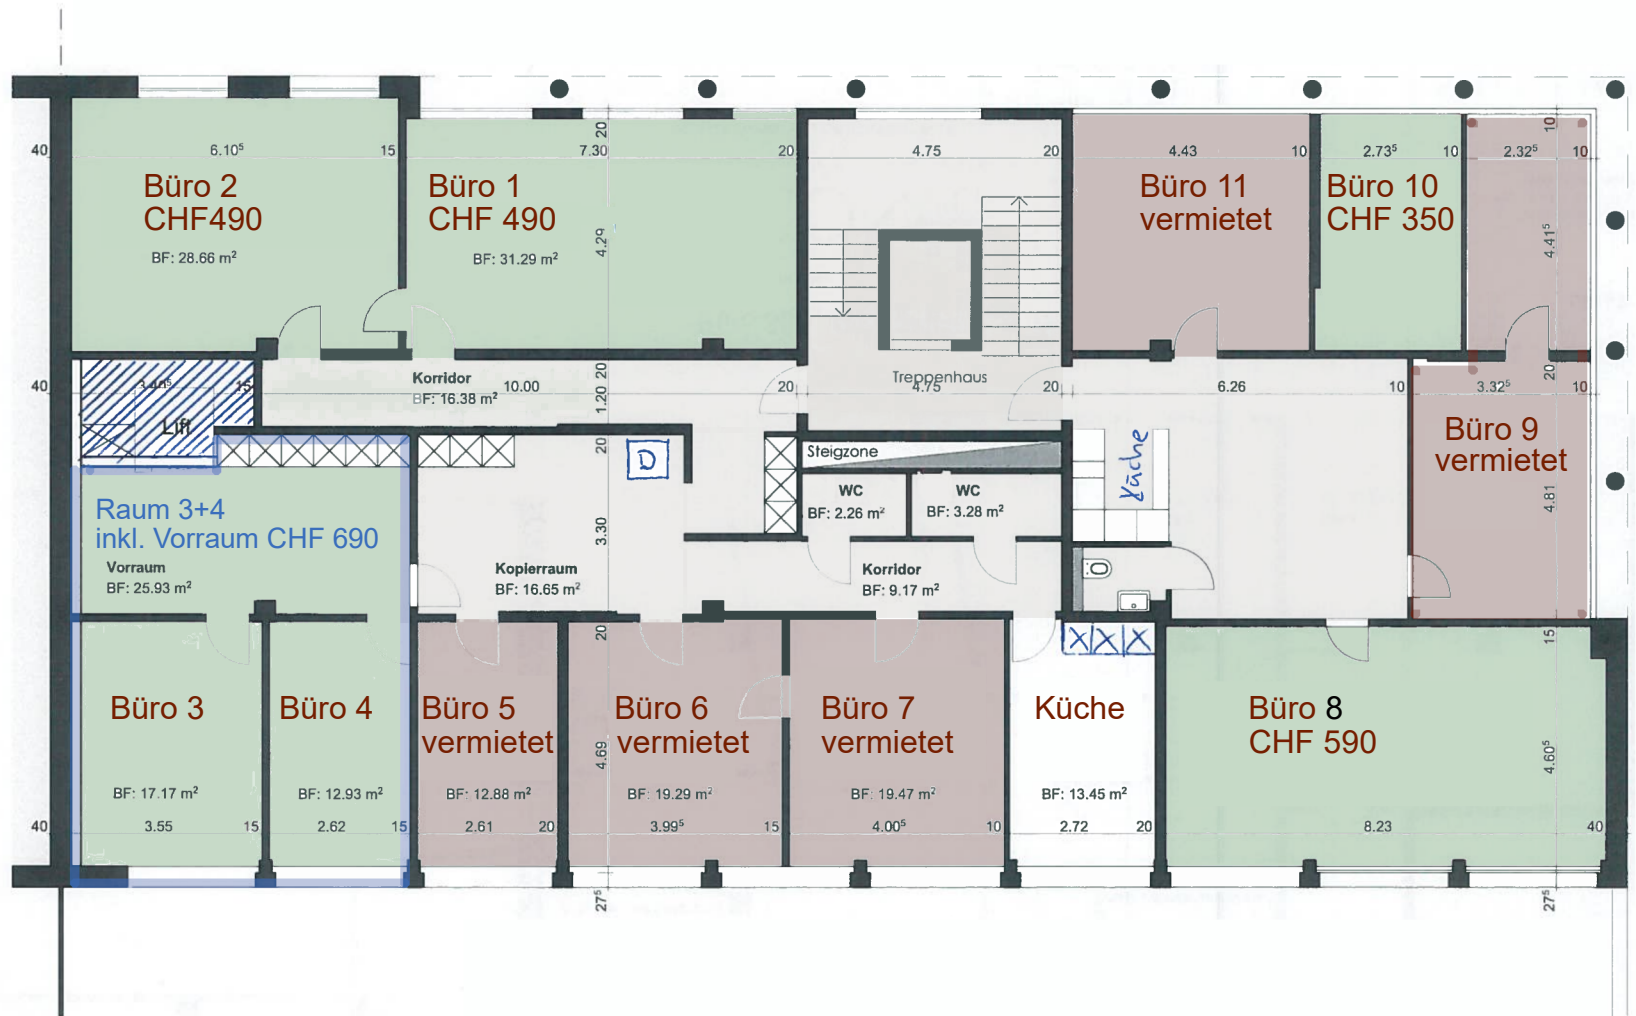 40
6.10⁵
15
7.30
20
20
4.75
20
4.43
10
2.73⁵
10
2.32⁵
10
10
Büro 2
CHF490
BF: 28.66 m²
Büro 1
CHF 490
BF: 31.29 m²
4.29
Büro 11
vermietet
Büro 10
CHF 350
4.41⁵
40
3.40⁵
15
Lift
Korridor
BF: 16.38 m²
10.00
1.20
20
20
Treppenhaus
4.75
20
6.26
10
3.32⁵
20
10
Büro 9
vermietet
4.81
Raum 3+4
inkl. Vorraum CHF 690
Vorraum
BF: 25.93 m²
20
D
3.30
Kopierraum
BF: 16.65 m²
Steigzone
WC
BF: 2.26 m²
WC
BF: 3.28 m²
Küche
Korridor
BF: 9.17 m²
Büro 3
BF: 17.17 m²
3.55
15
Büro 4
BF: 12.93 m²
2.62
15
Büro 5
vermietet
BF: 12.88 m²
2.61
20
20
4.69
Büro 6
vermietet
BF: 19.29 m²
3.99⁵
15
Büro 7
vermietet
BF: 19.47 m²
4.00⁵
10
Küche
BF: 13.45 m²
2.72
20
Büro 8
CHF 590
8.23
15
4.60⁵
40
40
27⁵
27⁵